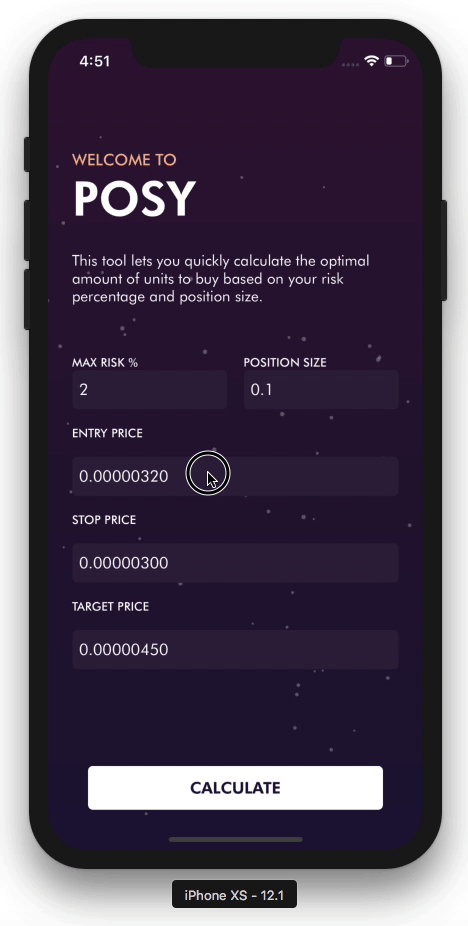 4:51
WELCOME TO
POSY
This tool lets you quickly calculate the optimal
amount of units to buy based on your risk
percentage and position size.
MAX RISK % POSITION SIZE
2 0.1
ENTRY PRICE
0.00000320
STOP PRICE
0.00000300
TARGET PRICE
0.00000450
CALCULATE
iPhone XS - 12.1